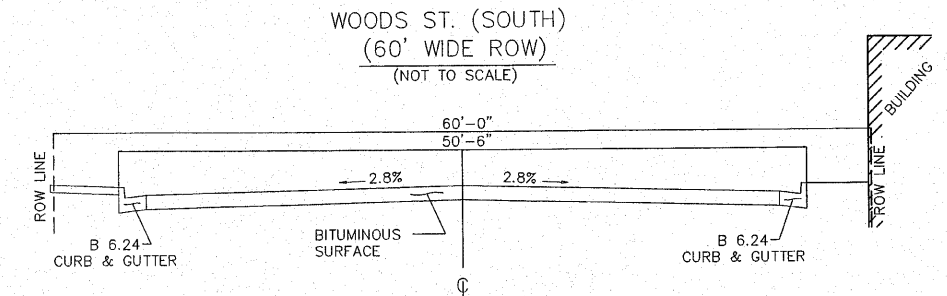 WOODS ST. (SOUTH)
(60' WIDE ROW)
(NOT TO SCALE)
BUILDING
60'-0"
50'-6"
ROW LINE
2.8%
2.8%
ROW LINE
B 6.24
CURB & GUTTER
BITUMINOUS
SURFACE
B 6.24
CURB & GUTTER
℄